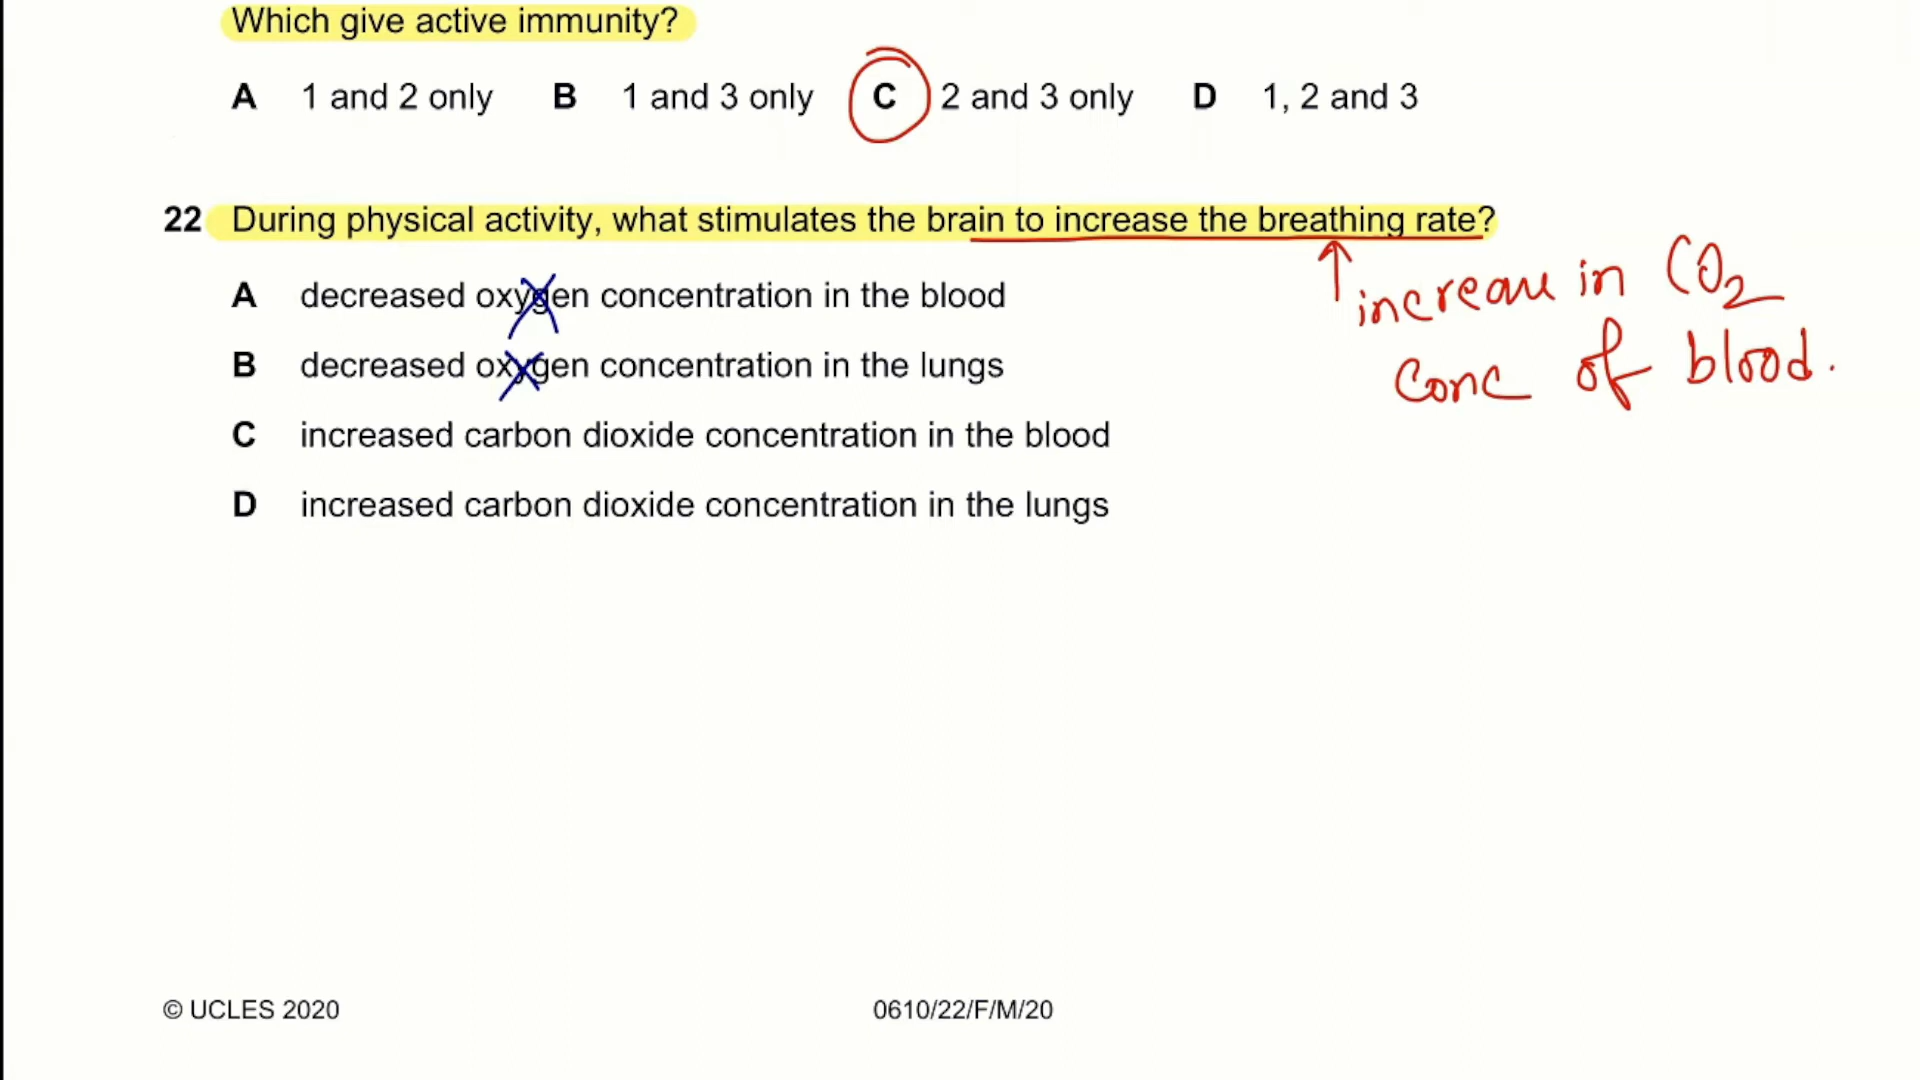 Which give active immunity?
A 1 and 2 only B 1 and 3 only C 2 and 3 only D 1, 2 and 3
22 During physical activity, what stimulates the brain to increase the breathing rate?
A decreased oxygen concentration in the blood
B decreased oxygen concentration in the lungs
C increased carbon dioxide concentration in the blood
D increased carbon dioxide concentration in the lungs
increase in CO2
conc of blood.
© UCLES 2020 0610/22/F/M/20